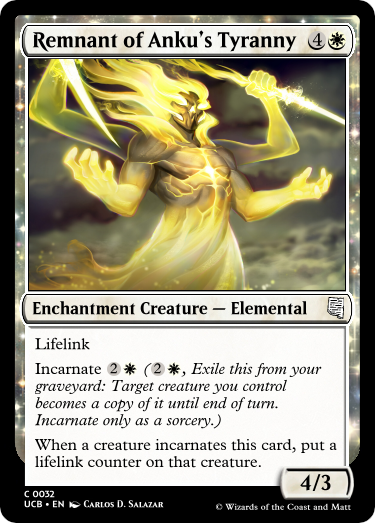 Remnant of Anku's Tyranny 4
Enchantment Creature — Elemental
Lifelink
Incarnate 2 (2, Exile this from your
graveyard: Target creature you control
becomes a copy of it until end of turn.
Incarnate only as a sorcery.)
When a creature incarnates this card, put a
lifelink counter on that creature.
4/3
C 0032
UCB • EN Carlos D. Salazar
© Wizards of the Coast and Matt